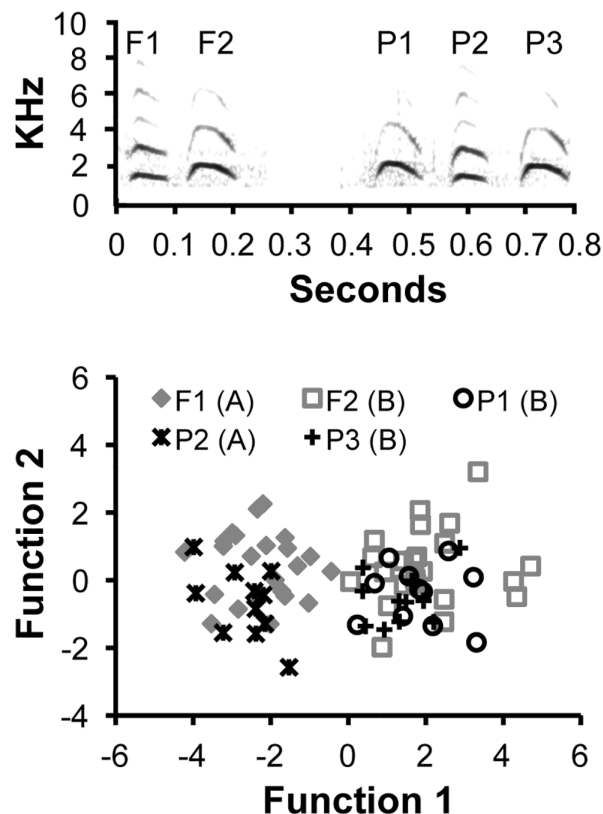 10
8
6
4
2
0
KHz
F1 F2 P1 P2 P3
0 0.1 0.2 0.3 0.4 0.5 0.6 0.7 0.8
Seconds
6
4
2
0
-2
-4
Function 2
F1 (A) F2 (B) P1 (B)
P2 (A) P3 (B)
-6 -4 -2 0 2 4 6
Function 1